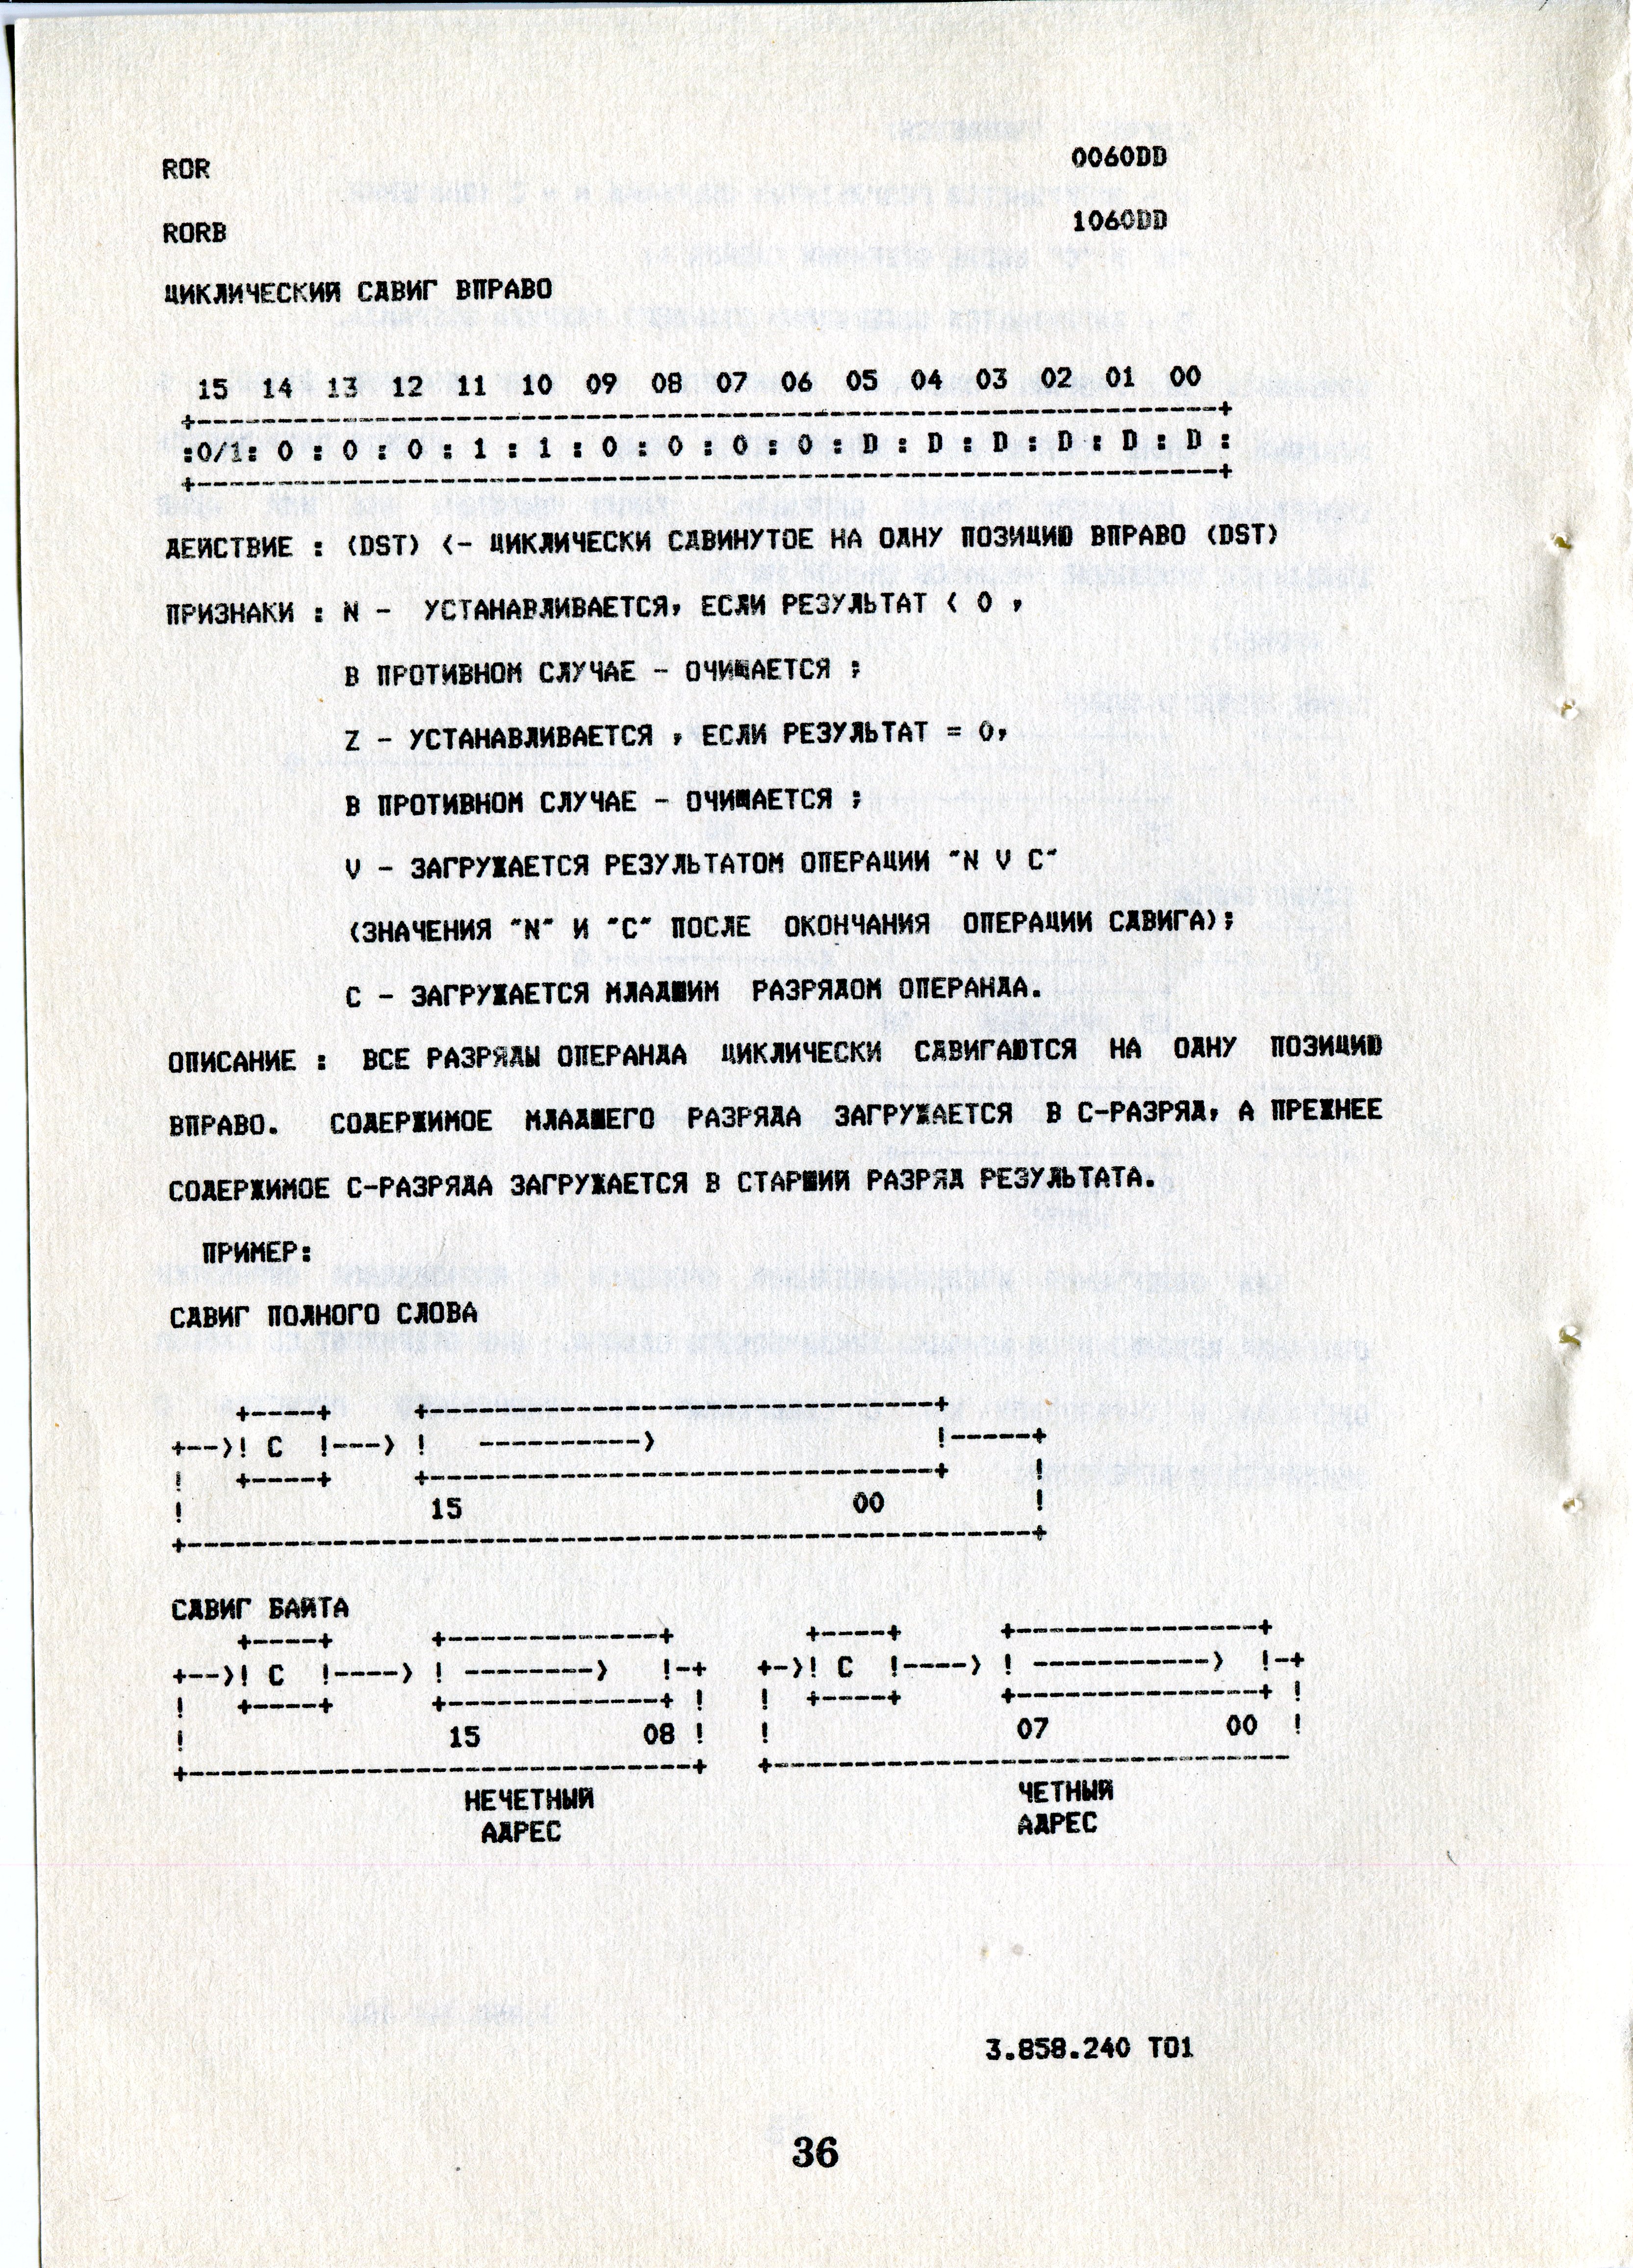 ROR 0060DD
RORB 1060DD
ЦИКЛИЧЕСКИЙ СДВИГ ВПРАВО
15 14 13 12 11 10 09 08 07 06 05 04 03 02 01 00
+----------------------------------------------------------------+
:0/1: 0 : 0 : 0 : 1 : 1 : 0 : 0 : 0 : 0 : D : D : D : D : D : D :
+----------------------------------------------------------------+
ДЕЙСТВИЕ : (DST) <- ЦИКЛИЧЕСКИ СДВИНУТОЕ НА ОДНУ ПОЗИЦИЮ ВПРАВО (DST)
ПРИЗНАКИ : N - УСТАНАВЛИВАЕТСЯ, ЕСЛИ РЕЗУЛЬТАТ < 0 ,
В ПРОТИВНОМ СЛУЧАЕ - ОЧИЩАЕТСЯ ;
Z - УСТАНАВЛИВАЕТСЯ , ЕСЛИ РЕЗУЛЬТАТ = 0,
В ПРОТИВНОМ СЛУЧАЕ - ОЧИЩАЕТСЯ ;
V - ЗАГРУЖАЕТСЯ РЕЗУЛЬТАТОМ ОПЕРАЦИИ "N V C"
(ЗНАЧЕНИЯ "N" И "C" ПОСЛЕ ОКОНЧАНИЯ ОПЕРАЦИИ СДВИГА);
C - ЗАГРУЖАЕТСЯ МЛАДШИМ РАЗРЯДОМ ОПЕРАНДА.
ОПИСАНИЕ : ВСЕ РАЗРЯДЫ ОПЕРАНДА ЦИКЛИЧЕСКИ СДВИГАЮТСЯ НА ОДНУ ПОЗИЦИЮ
ВПРАВО. СОДЕРЖИМОЕ МЛАДШЕГО РАЗРЯДА ЗАГРУЖАЕТСЯ В С-РАЗРЯД, А ПРЕЖНЕЕ
СОДЕРЖИМОЕ С-РАЗРЯДА ЗАГРУЖАЕТСЯ В СТАРШИЙ РАЗРЯД РЕЗУЛЬТАТА.
ПРИМЕР:
СДВИГ ПОЛНОГО СЛОВА
+----+ +-------------------------------+
+-->! C !---> ! ----------> !-----+
! +----+ +-------------------------------+ !
! 15 00 !
+-----------------------------------------------------+
СДВИГ БАЙТА
+----+ +-------------+ +----+ +---------------+
+-->! C !----> ! --------> !-+ +->! C !----> ! -----------> !-+
! +----+ +-------------+ ! ! +----+ +---------------+ !
! 15 08 ! ! 07 00 !
+-------------------------------+ +-------------------------------
НЕЧЕТНЫЙ ЧЕТНЫЙ
АДРЕС АДРЕС
3.858.240 ТО1
36